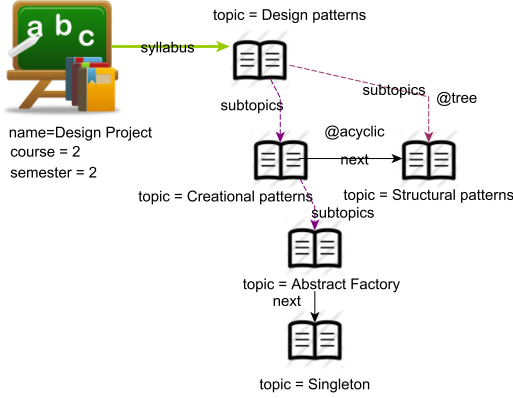 topic = Design patterns
a b c
syllabus
subtopics
@tree
subtopics
name=Design Project
course = 2
semester = 2
@acyclic
next
topic = Creational patterns
topic = Structural patterns
subtopics
topic = Abstract Factory
next
topic = Singleton